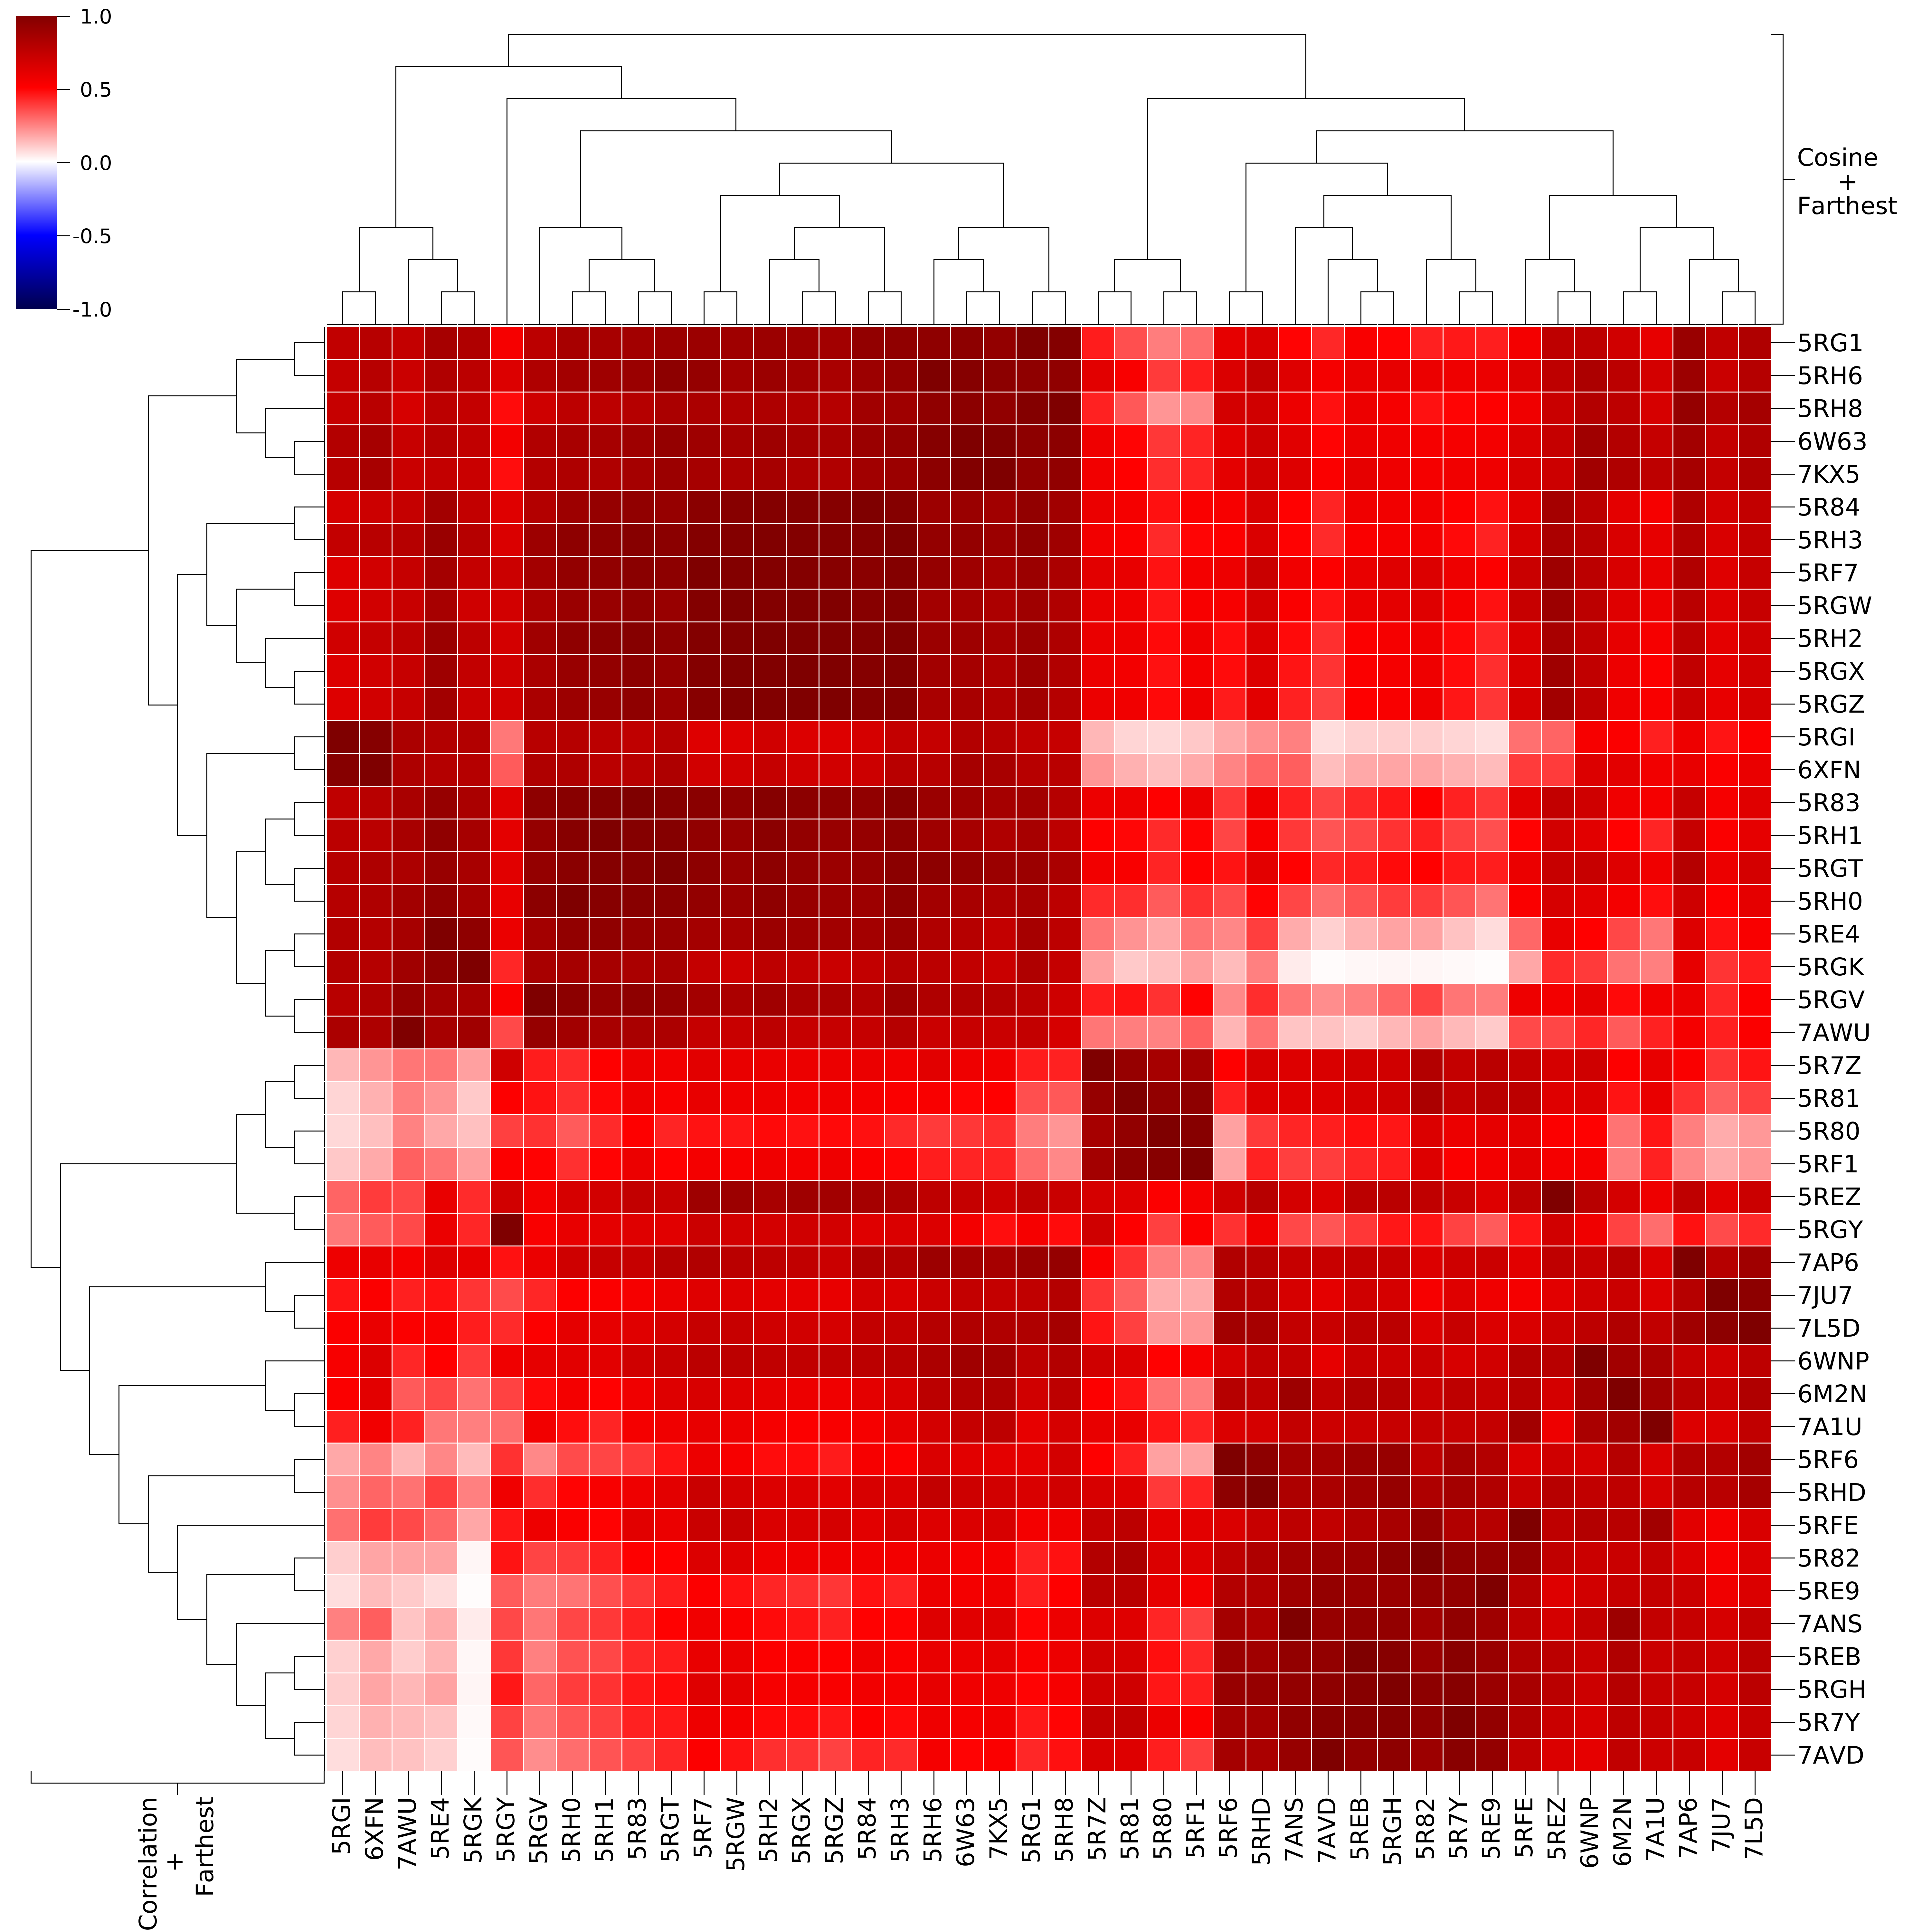 1.0
0.5
0.0
-0.5
-1.0
Cosine
+
Farthest
5RG1
5RH6
5RH8
6W63
7KX5
5R84
5RH3
5RF7
5RGW
5RH2
5RGX
5RGZ
5RGI
6XFN
5R83
5RH1
5RGT
5RH0
5RE4
5RGK
5RGV
7AWU
5R7Z
5R81
5R80
5RF1
5REZ
5RGY
7AP6
7JU7
7L5D
6WNP
6M2N
7A1U
5RF6
5RHD
5RFE
5R82
5RE9
7ANS
5REB
5RGH
5R7Y
7AVD
Correlation
+
Farthest
5RGI
6XFN
7AWU
5RE4
5RGK
5RGY
5RGV
5RH0
5RH1
5R83
5RGT
5RF7
5RGW
5RH2
5RGX
5RGZ
5R84
5RH3
5RH6
6W63
7KX5
5RG1
5RH8
5R7Z
5R81
5R80
5RF1
5RF6
5RHD
7ANS
7AVD
5REB
5RGH
5R82
5R7Y
5RE9
5RFE
5REZ
6WNP
6M2N
7A1U
7AP6
7JU7
7L5D